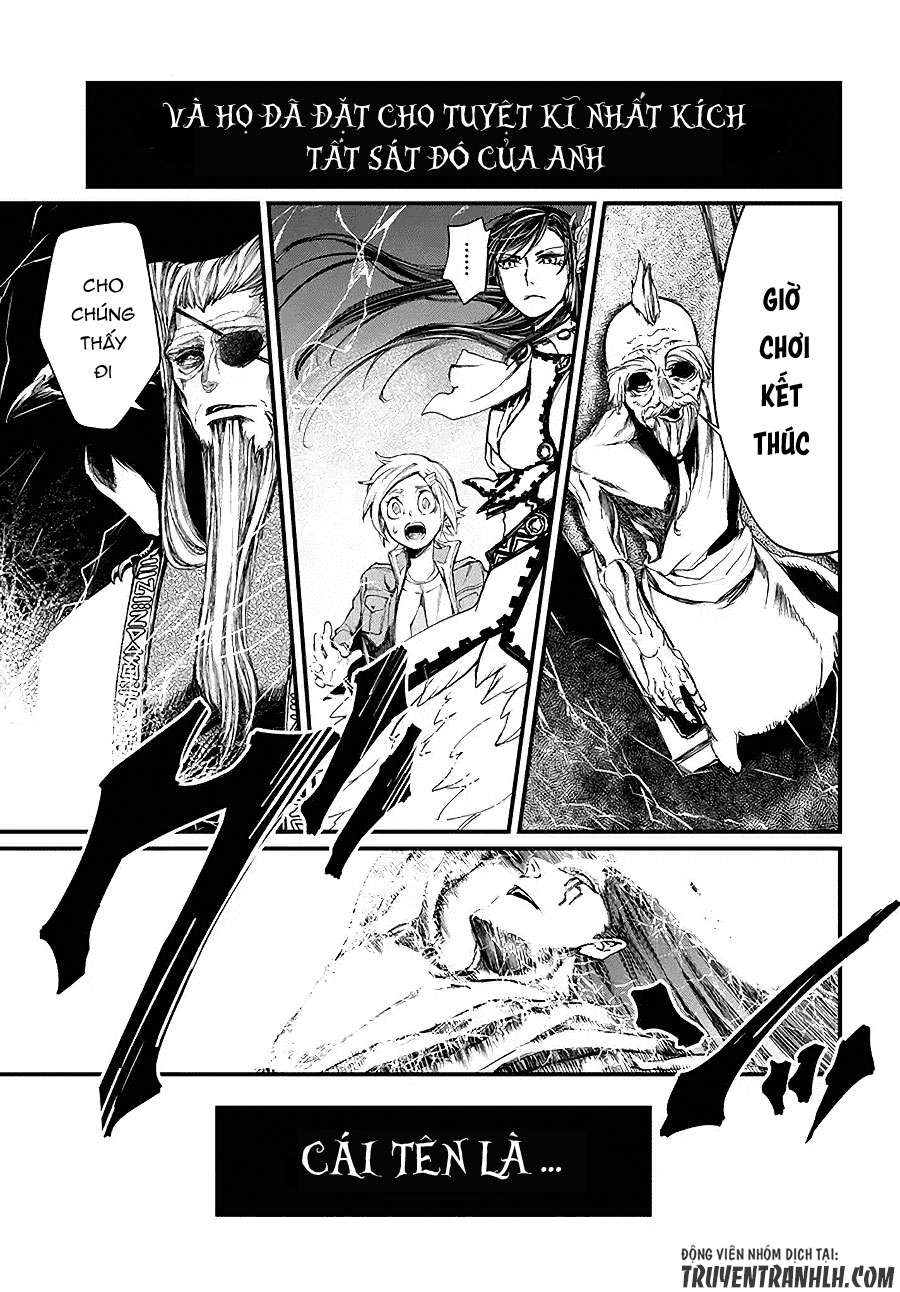 VÀ HỌ ĐÃ ĐẶT CHO TUYỆT KĨ NHẤT KÍCH
TẤT SÁT ĐÓ CỦA ANH
GIỜ
CHƠI
KẾT
THÚC
........
CHO
CHÚNG
THẤY
ĐI
CÁI TÊN LÀ ...
ĐỘNG VIÊN NHÓM DỊCH TẠI:
TRUYENTRANHLH.COM